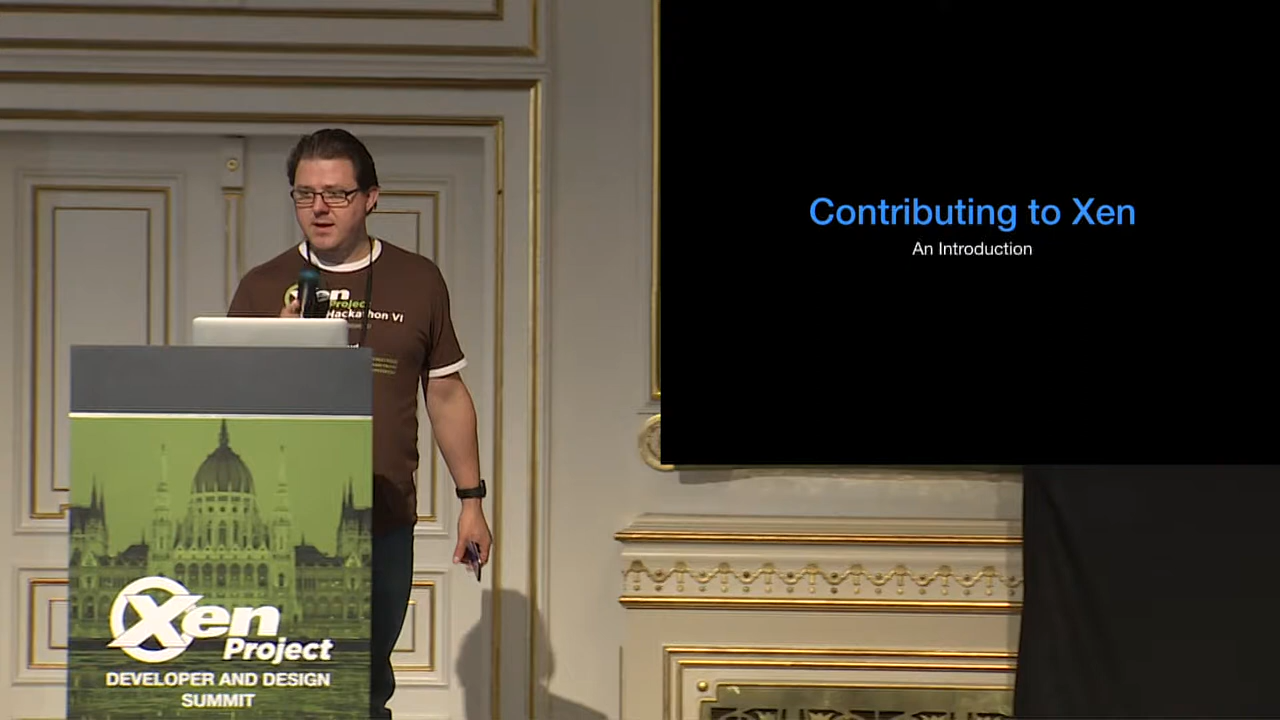 Contributing to Xen
An Introduction
Xen
Project
Hackathon VI
Xen
Project
DEVELOPER AND DESIGN
SUMMIT